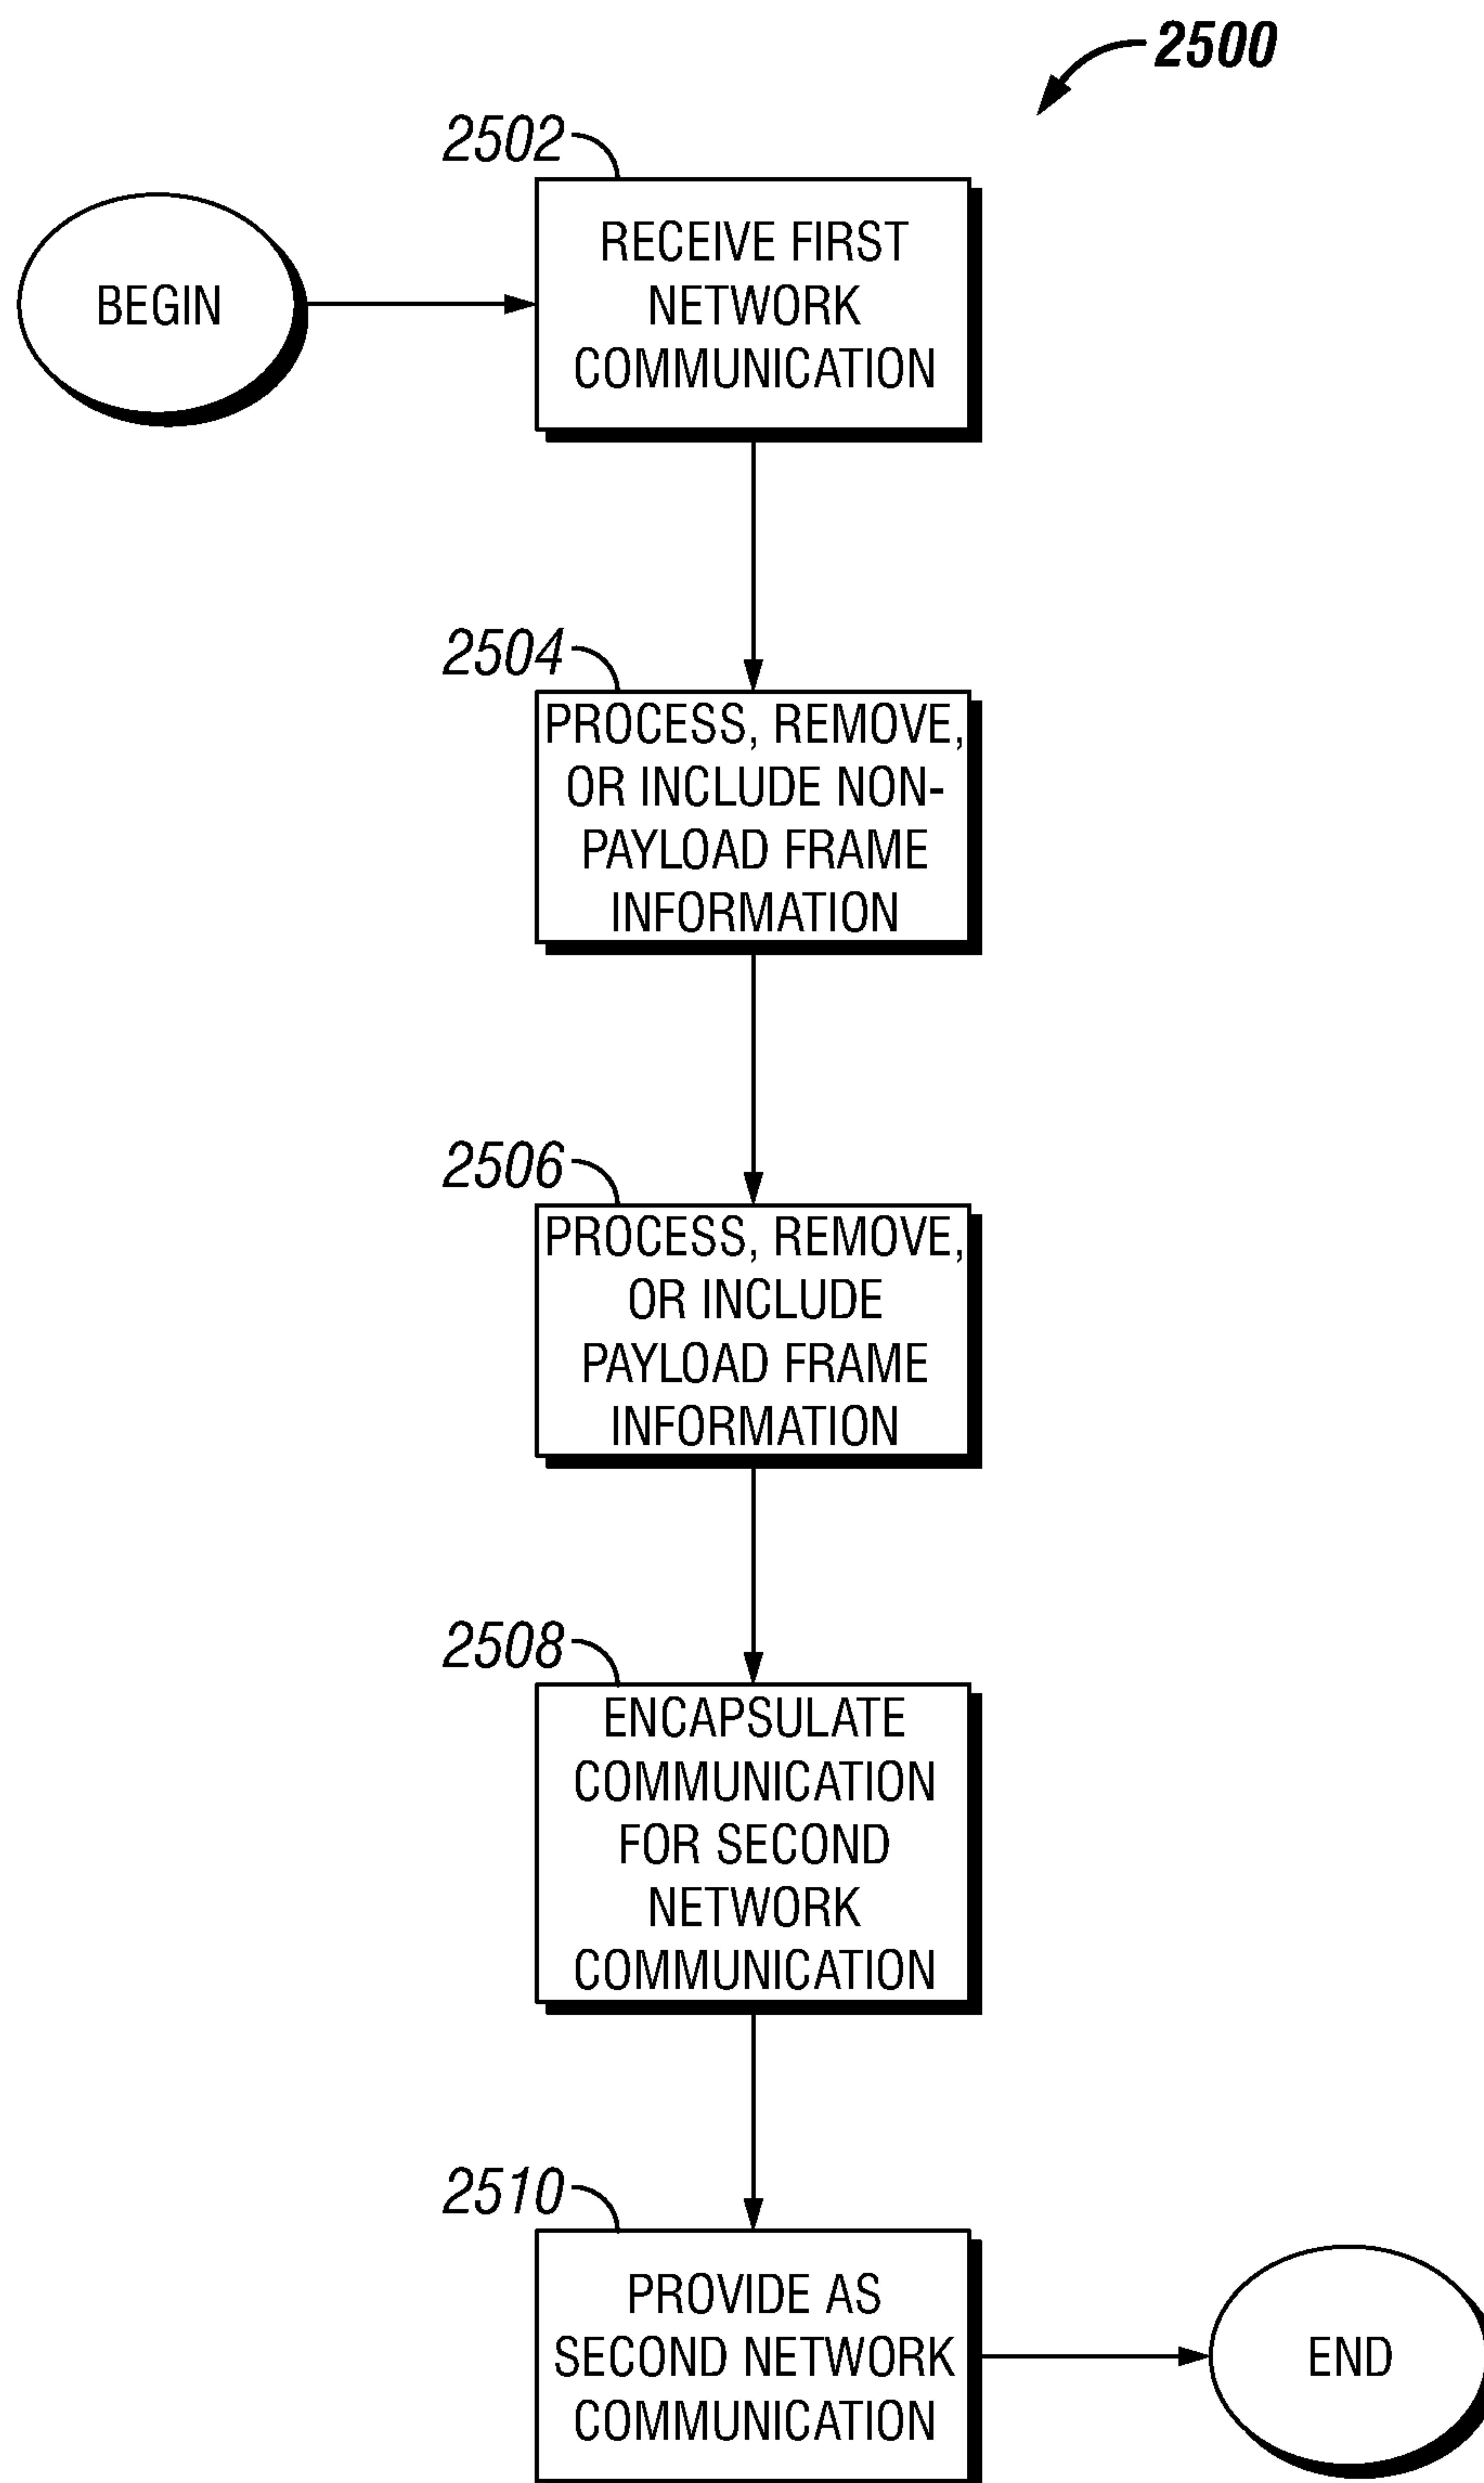 2500
2502
BEGIN
RECEIVE FIRST
NETWORK
COMMUNICATION
2504
PROCESS, REMOVE,
OR INCLUDE NON-
PAYLOAD FRAME
INFORMATION
2506
PROCESS, REMOVE,
OR INCLUDE
PAYLOAD FRAME
INFORMATION
2508
ENCAPSULATE
COMMUNICATION
FOR SECOND
NETWORK
COMMUNICATION
2510
PROVIDE AS
SECOND NETWORK
COMMUNICATION
END